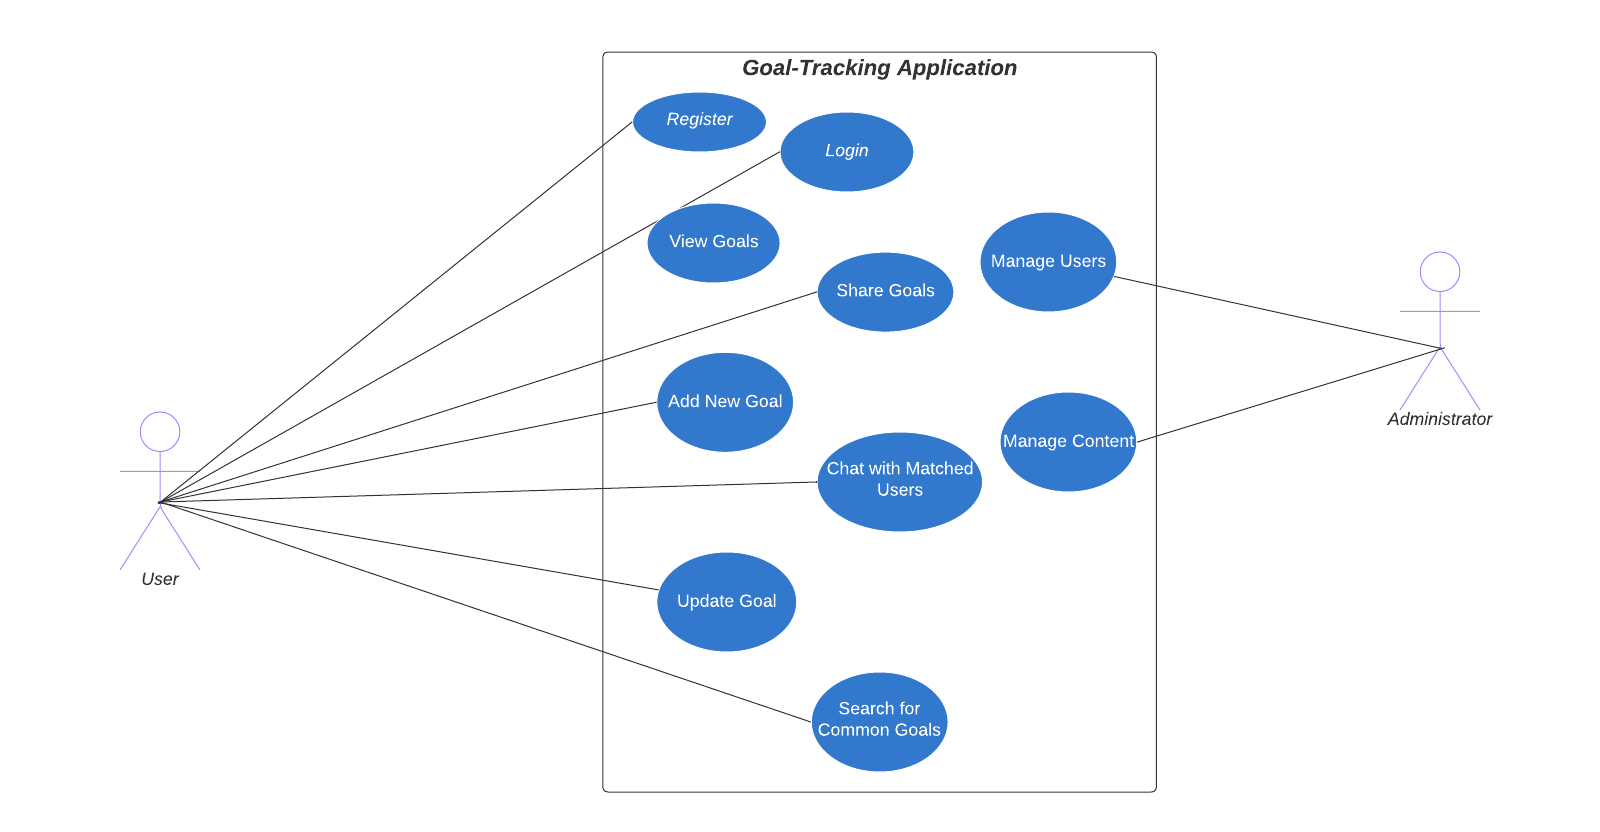 Goal-Tracking Application
Register
Login
View Goals
Share Goals
Manage Users
Add New Goal
Administrator
Manage Content
Chat with Matched
Users
User
Update Goal
Search for
Common Goals